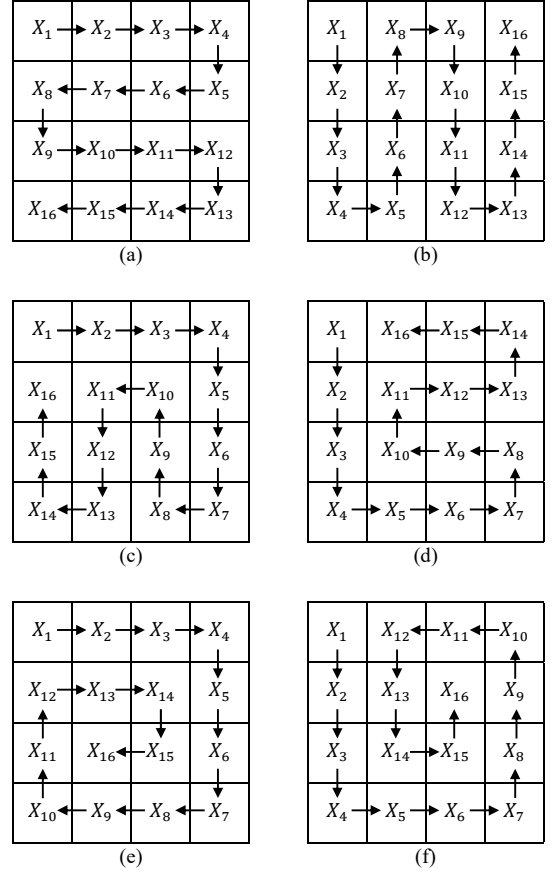 X₁ X₂ X₃ X₄
X₈ X₇ X₆ X₅
X₉ X₁₀ X₁₁ X₁₂
X₁₆ X₁₅ X₁₄ X₁₃
(a)
X₁ X₈ X₉ X₁₆
X₂ X₇ X₁₀ X₁₅
X₃ X₆ X₁₁ X₁₄
X₄ X₅ X₁₂ X₁₃
(b)
X₁ X₂ X₃ X₄
X₁₆ X₁₁ X₁₀ X₅
X₁₅ X₁₂ X₉ X₆
X₁₄ X₁₃ X₈ X₇
(c)
X₁ X₁₆ X₁₅ X₁₄
X₂ X₁₁ X₁₂ X₁₃
X₃ X₁₀ X₉ X₈
X₄ X₅ X₆ X₇
(d)
X₁ X₂ X₃ X₄
X₁₂ X₁₃ X₁₄ X₅
X₁₁ X₁₆ X₁₅ X₆
X₁₀ X₉ X₈ X₇
(e)
X₁ X₁₂ X₁₁ X₁₀
X₂ X₁₃ X₁₆ X₉
X₃ X₁₄ X₁�5 X₈
X₄ X₅ X₆ X₇
(f)